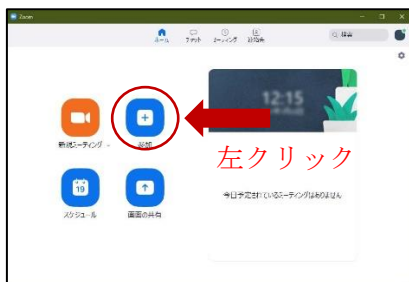 Zoom
ホーム
チャット
ミーティング
連絡先
検索
12:15
新規ミーティング
参加
左クリック
19
スケジュール
画面の共有
今日予定されているミーティングはありません